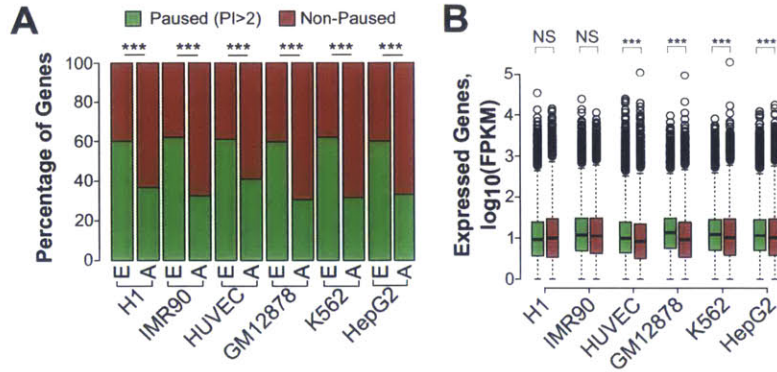 A
Paused (PI>2)
Non-Paused
*** *** *** *** *** ***
Percentage of Genes
100
80
60
40
20
0
E A E A E A E A E A E A
H1
IMR90
HUVEC
GM12878
K562
HepG2
B
NS NS *** *** *** ***
Expressed Genes,
log10(FPKM)
5
4
3
2
1
0
H1
IMR90
HUVEC
GM12878
K562
HepG2